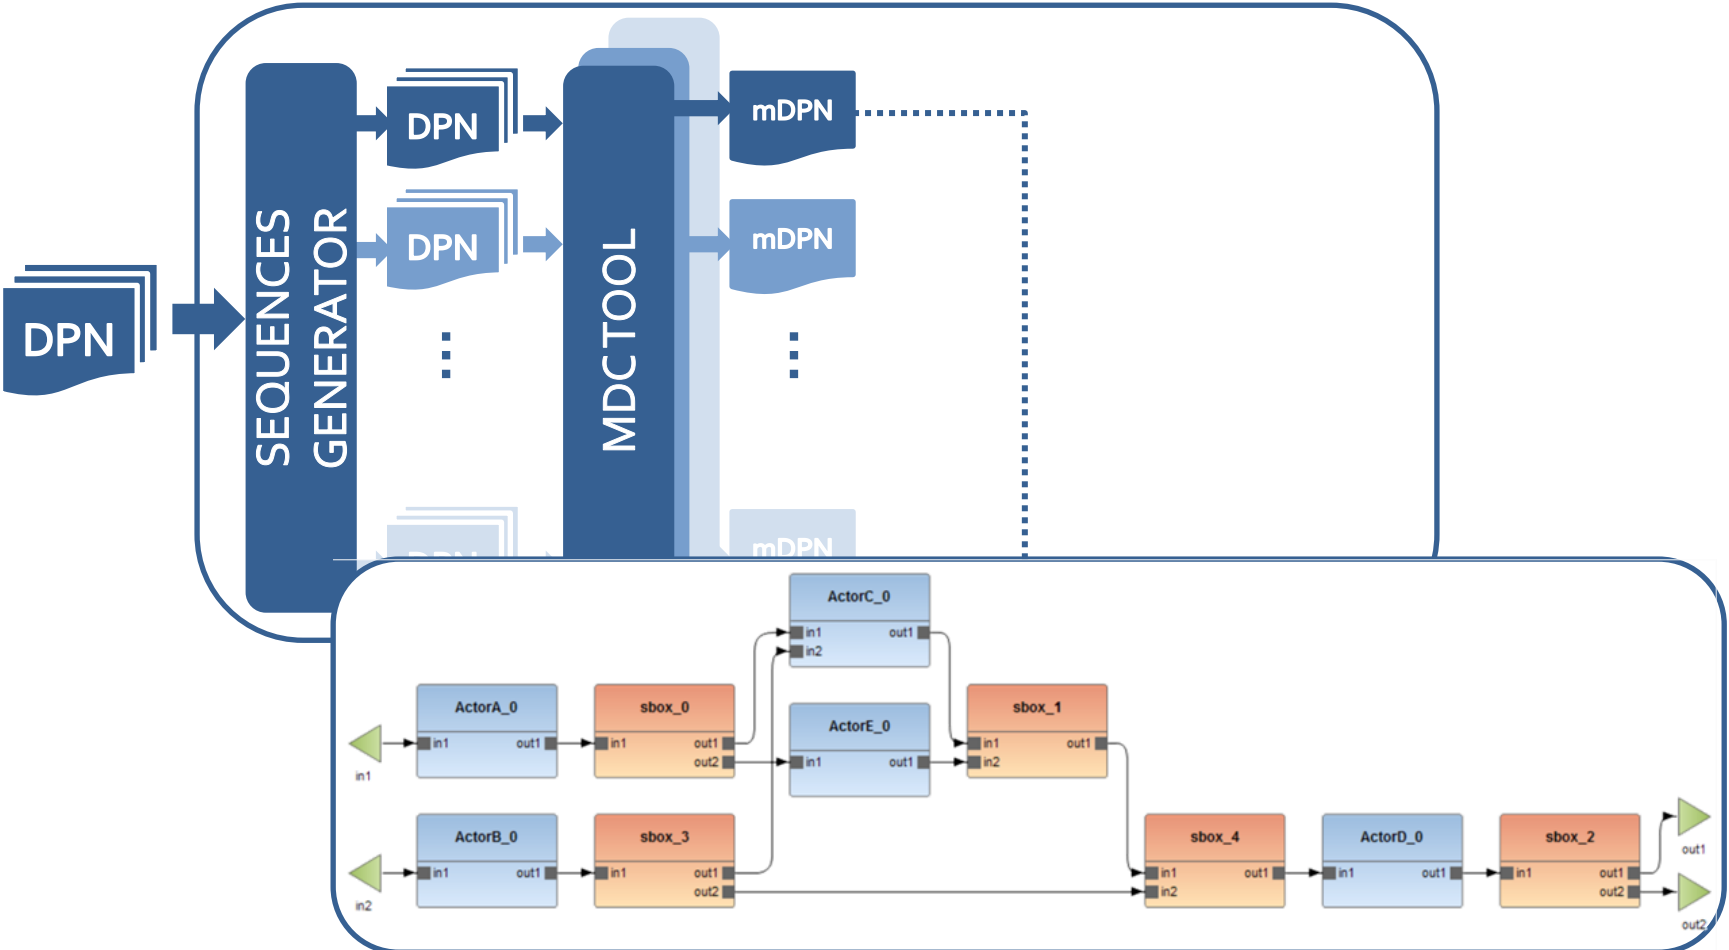 DPN
SEQUENCES
GENERATOR
DPN
DPN
DPN
MDC TOOL
mDPN
mDPN
mDPN
ActorC_0
in1 out1
in2
ActorA_0
in1 out1
sbox_0
in1 out1
out2
ActorE_0
in1 out1
sbox_1
in1 out1
in2
in1
ActorB_0
in1 out1
sbox_3
in1 out1
out2
sbox_4
in1 out1
in2
ActorD_0
in1 out1
sbox_2
in1 out1
out2
in2
out1
out2